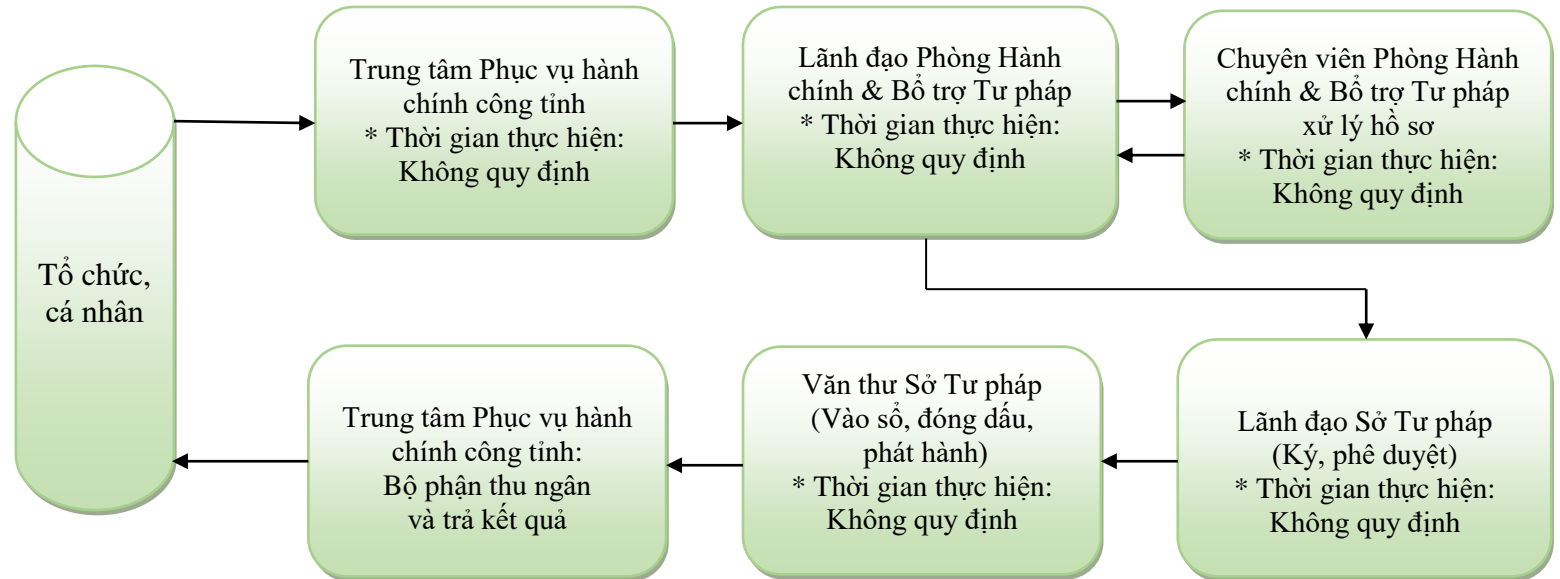 Tổ chức,
cá nhân
Trung tâm Phục vụ hành
chính công tỉnh
* Thời gian thực hiện:
Không quy định
Lãnh đạo Phòng Hành
chính & Bổ trợ Tư pháp
* Thời gian thực hiện:
Không quy định
Chuyên viên Phòng Hành
chính & Bổ trợ Tư pháp
xử lý hồ sơ
* Thời gian thực hiện:
Không quy định
Lãnh đạo Sở Tư pháp
(Ký, phê duyệt)
* Thời gian thực hiện:
Không quy định
Văn thư Sở Tư pháp
(Vào sổ, đóng dấu,
phát hành)
* Thời gian thực hiện:
Không quy định
Trung tâm Phục vụ hành
chính công tỉnh:
Bộ phận thu ngân
và trả kết quả